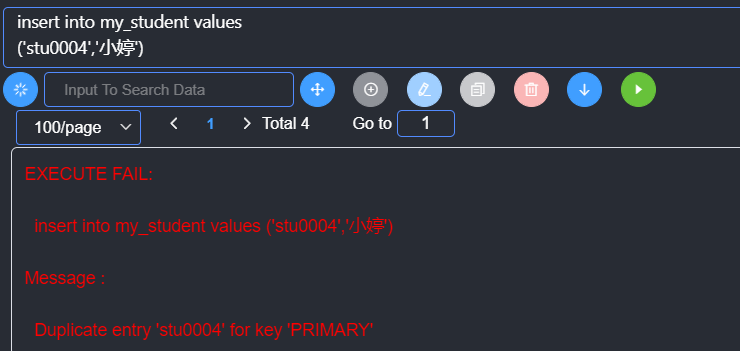 insert into my_student values
('stu0004','小婷')
Input To Search Data
100/page
1
Total 4
Go to
1
EXECUTE FAIL:
insert into my_student values ('stu0004','小婷')
Message :
Duplicate entry 'stu0004' for key 'PRIMARY'